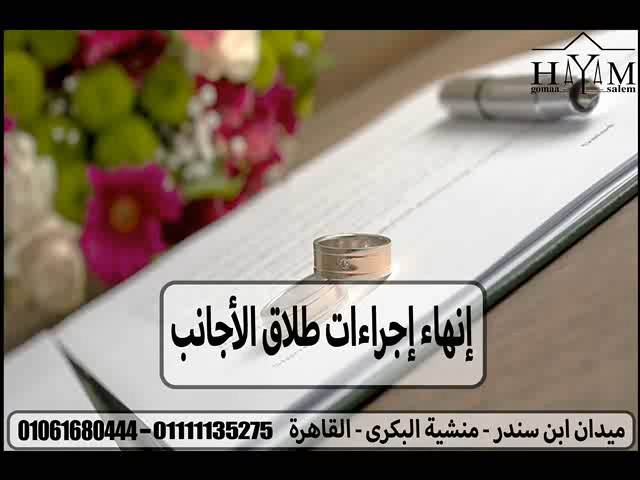 HAYAM
gomaa salem
إنهاء إجراءات طلاق الأجانب
ميدان ابن سندر - منشية البكرى - القاهرة 01111135275 - 01061680444